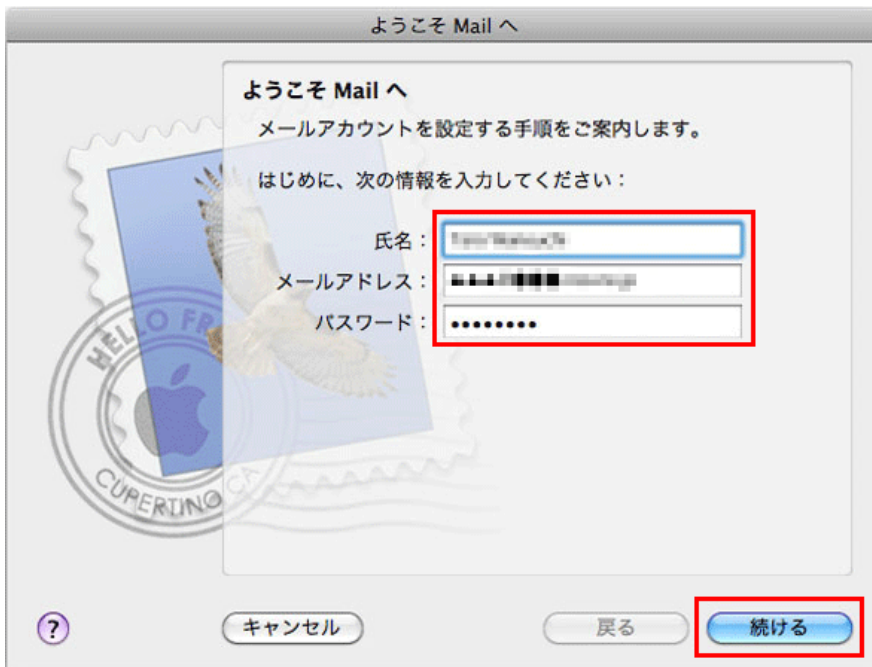 ようこそ Mail へ
ようこそ Mail へ
メールアカウントを設定する手順をご案内します。
はじめに、次の情報を入力してください：
氏名：
メールアドレス：
パスワード： ••••••••
HELLO FR
CUPERTINO CA
?
キャンセル
戻る
続ける